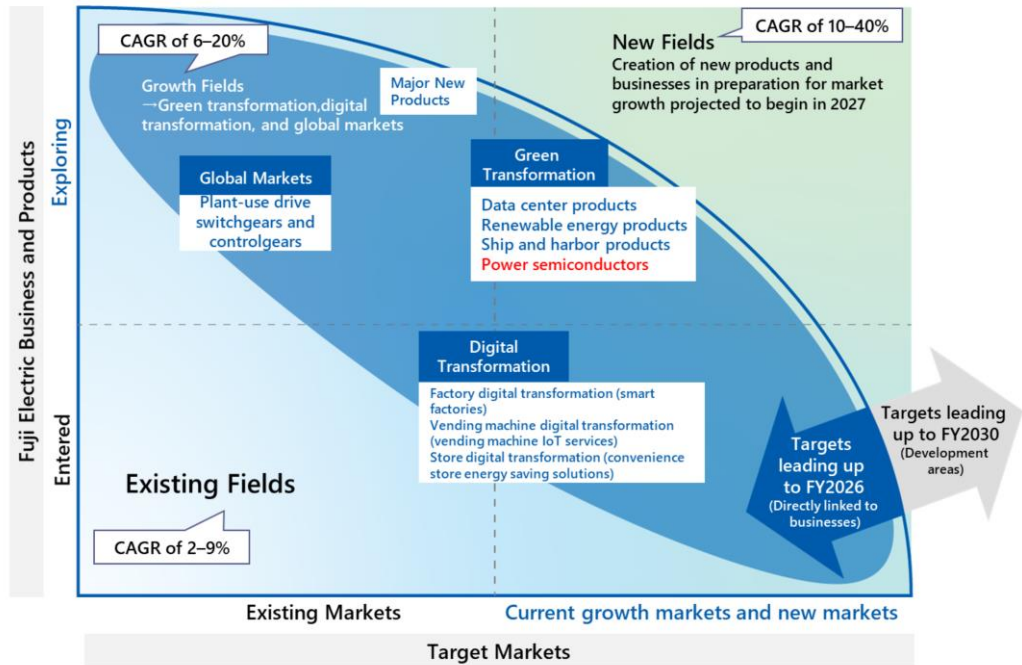 CAGR of 6–20%
Growth Fields
→Green transformation,digital
transformation, and global markets
Major New
Products
CAGR of 10–40%
New Fields
Creation of new products and
businesses in preparation for market
growth projected to begin in 2027
Fuji Electric Business and Products
Exploring
Entered
Global Markets
Plant-use drive
switchgears and
controlgears
Green
Transformation
Data center products
Renewable energy products
Ship and harbor products
Power semiconductors
Digital
Transformation
Factory digital transformation (smart
factories)
Vending machine digital transformation
(vending machine IoT services)
Store digital transformation (convenience
store energy saving solutions)
Existing Fields
CAGR of 2–9%
Targets
leading up
to FY2026
(Directly linked to
businesses)
Targets leading
up to FY2030
(Development
areas)
Existing Markets
Current growth markets and new markets
Target Markets